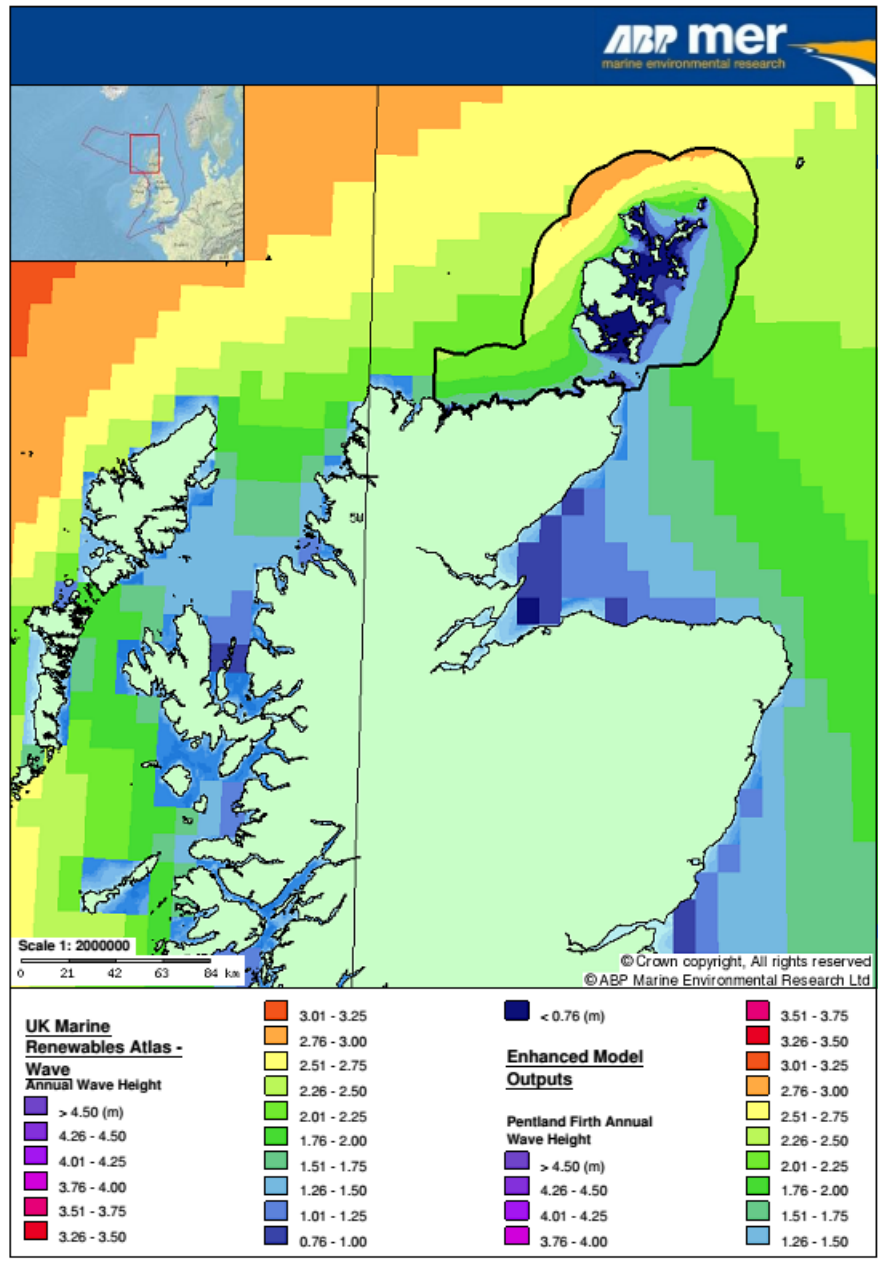 ABP mer
marine environmental research
5W
Scale 1: 2000000
0 21 42 63 84 km
© Crown copyright, All rights reserved
© ABP Marine Environmental Research Ltd
UK Marine
Renewables Atlas -
Wave
Annual Wave Height
> 4.50 (m)
4.26 - 4.50
4.01 - 4.25
3.76 - 4.00
3.51 - 3.75
3.26 - 3.50
3.01 - 3.25
2.76 - 3.00
2.51 - 2.75
2.26 - 2.50
2.01 - 2.25
1.76 - 2.00
1.51 - 1.75
1.26 - 1.50
1.01 - 1.25
0.76 - 1.00
< 0.76 (m)
Enhanced Model
Outputs
Pentland Firth Annual
Wave Height
> 4.50 (m)
4.26 - 4.50
4.01 - 4.25
3.76 - 4.00
3.51 - 3.75
3.26 - 3.50
3.01 - 3.25
2.76 - 3.00
2.51 - 2.75
2.26 - 2.50
2.01 - 2.25
1.76 - 2.00
1.51 - 1.75
1.26 - 1.50